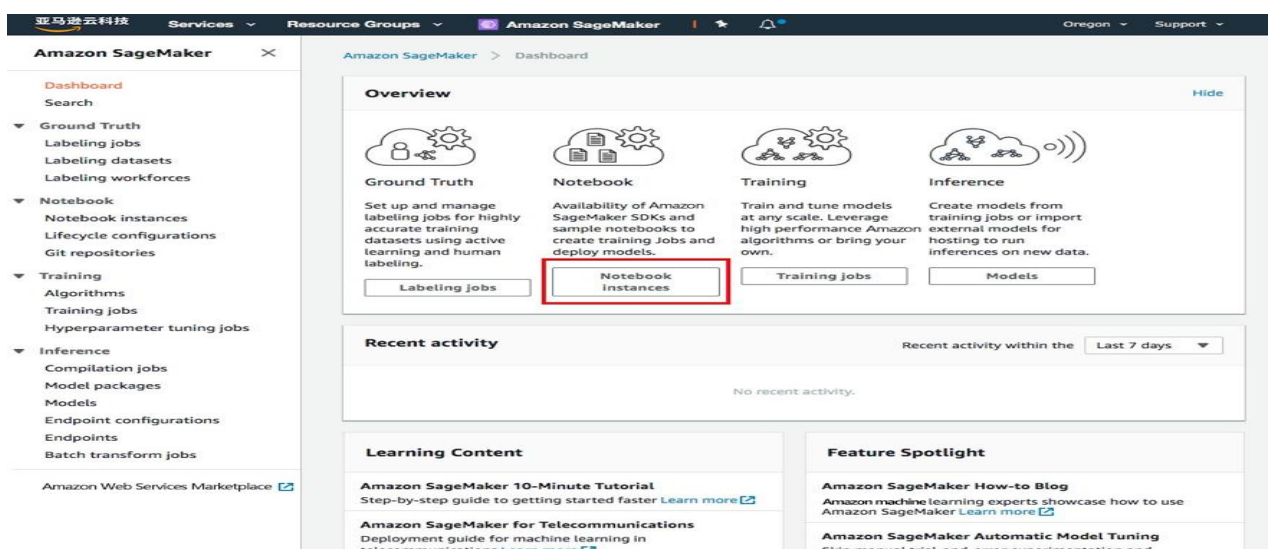 亚马逊云科技 Services Resource Groups Amazon SageMaker Oregon Support
Amazon SageMaker
Dashboard
Search
Ground Truth
Labeling jobs
Labeling datasets
Labeling workforces
Notebook
Notebook instances
Lifecycle configurations
Git repositories
Training
Algorithms
Training jobs
Hyperparameter tuning jobs
Inference
Compilation jobs
Model packages
Models
Endpoint configurations
Endpoints
Batch transform jobs
Amazon Web Services Marketplace
Amazon SageMaker > Dashboard
Overview Hide
Ground Truth
Set up and manage
labeling jobs for highly
accurate training
datasets using active
learning and human
labeling.
Labeling jobs
Notebook
Availability of Amazon
SageMaker SDKs and
sample notebooks to
create training Jobs and
deploy models.
Notebook
instances
Training
Train and tune models
at any scale. Leverage
high performance Amazon
algorithms or bring your
own.
Training jobs
Inference
Create models from
training jobs or import
external models for
hosting to run
inferences on new data.
Models
Recent activity Recent activity within the Last 7 days
No recent activity.
Learning Content
Amazon SageMaker 10-Minute Tutorial
Step-by-step guide to getting started faster Learn more
Amazon SageMaker for Telecommunications
Deployment guide for machine learning in
Feature Spotlight
Amazon SageMaker How-to Blog
Amazon machine learning experts showcase how to use
Amazon SageMaker Learn more
Amazon SageMaker Automatic Model Tuning